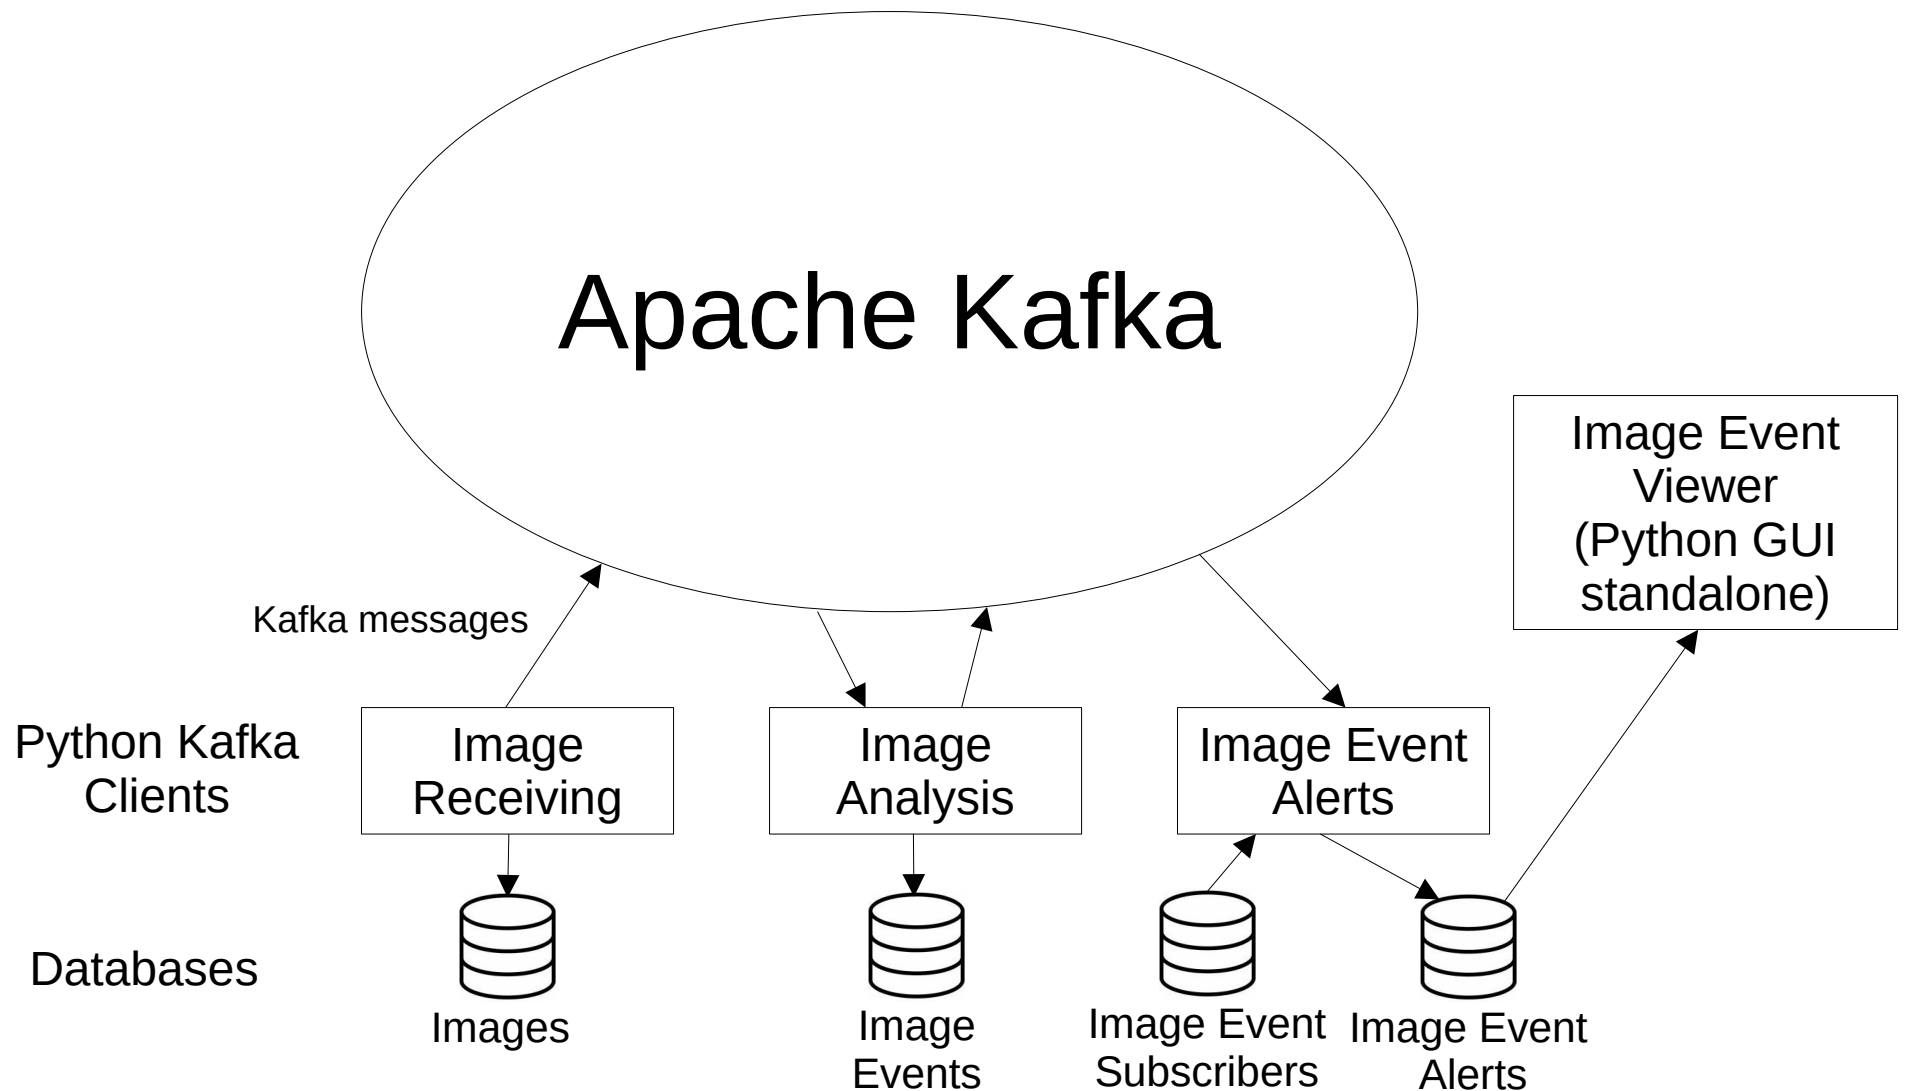 Apache Kafka
Image Event
Viewer
(Python GUI
standalone)
Kafka messages
Python Kafka
Clients
Image
Receiving
Image
Analysis
Image Event
Alerts
Databases
Images
Image
Events
Image Event
Subscribers
Image Event
Alerts